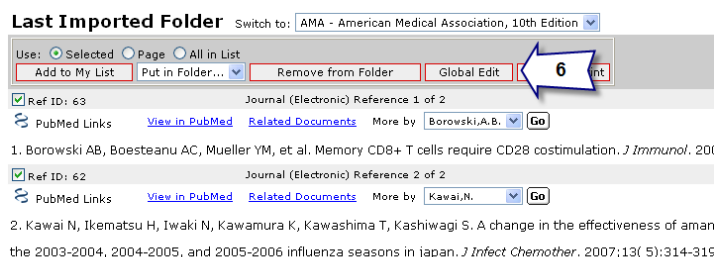 Last Imported Folder Switch to: AMA - American Medical Association, 10th Edition
Use: Selected Page All in List
Add to My List Put in Folder... Remove from Folder Global Edit 6
Ref ID: 63 Journal (Electronic) Reference 1 of 2
PubMed Links View in PubMed Related Documents More by Borowski,A.B. Go
1. Borowski AB, Boesteanu AC, Mueller YM, et al. Memory CD8+ T cells require CD28 costimulation. J Immunol.
Ref ID: 62 Journal (Electronic) Reference 2 of 2
PubMed Links View in PubMed Related Documents More by Kawai,N. Go
2. Kawai N, Ikematsu H, Iwaki N, Kawamura K, Kawashima T, Kashiwagi S. A change in the effectiveness of
the 2003-2004, 2004-2005, and 2005-2006 influenza seasons in japan. J Infect Chemother. 2007;13( 5):314-319